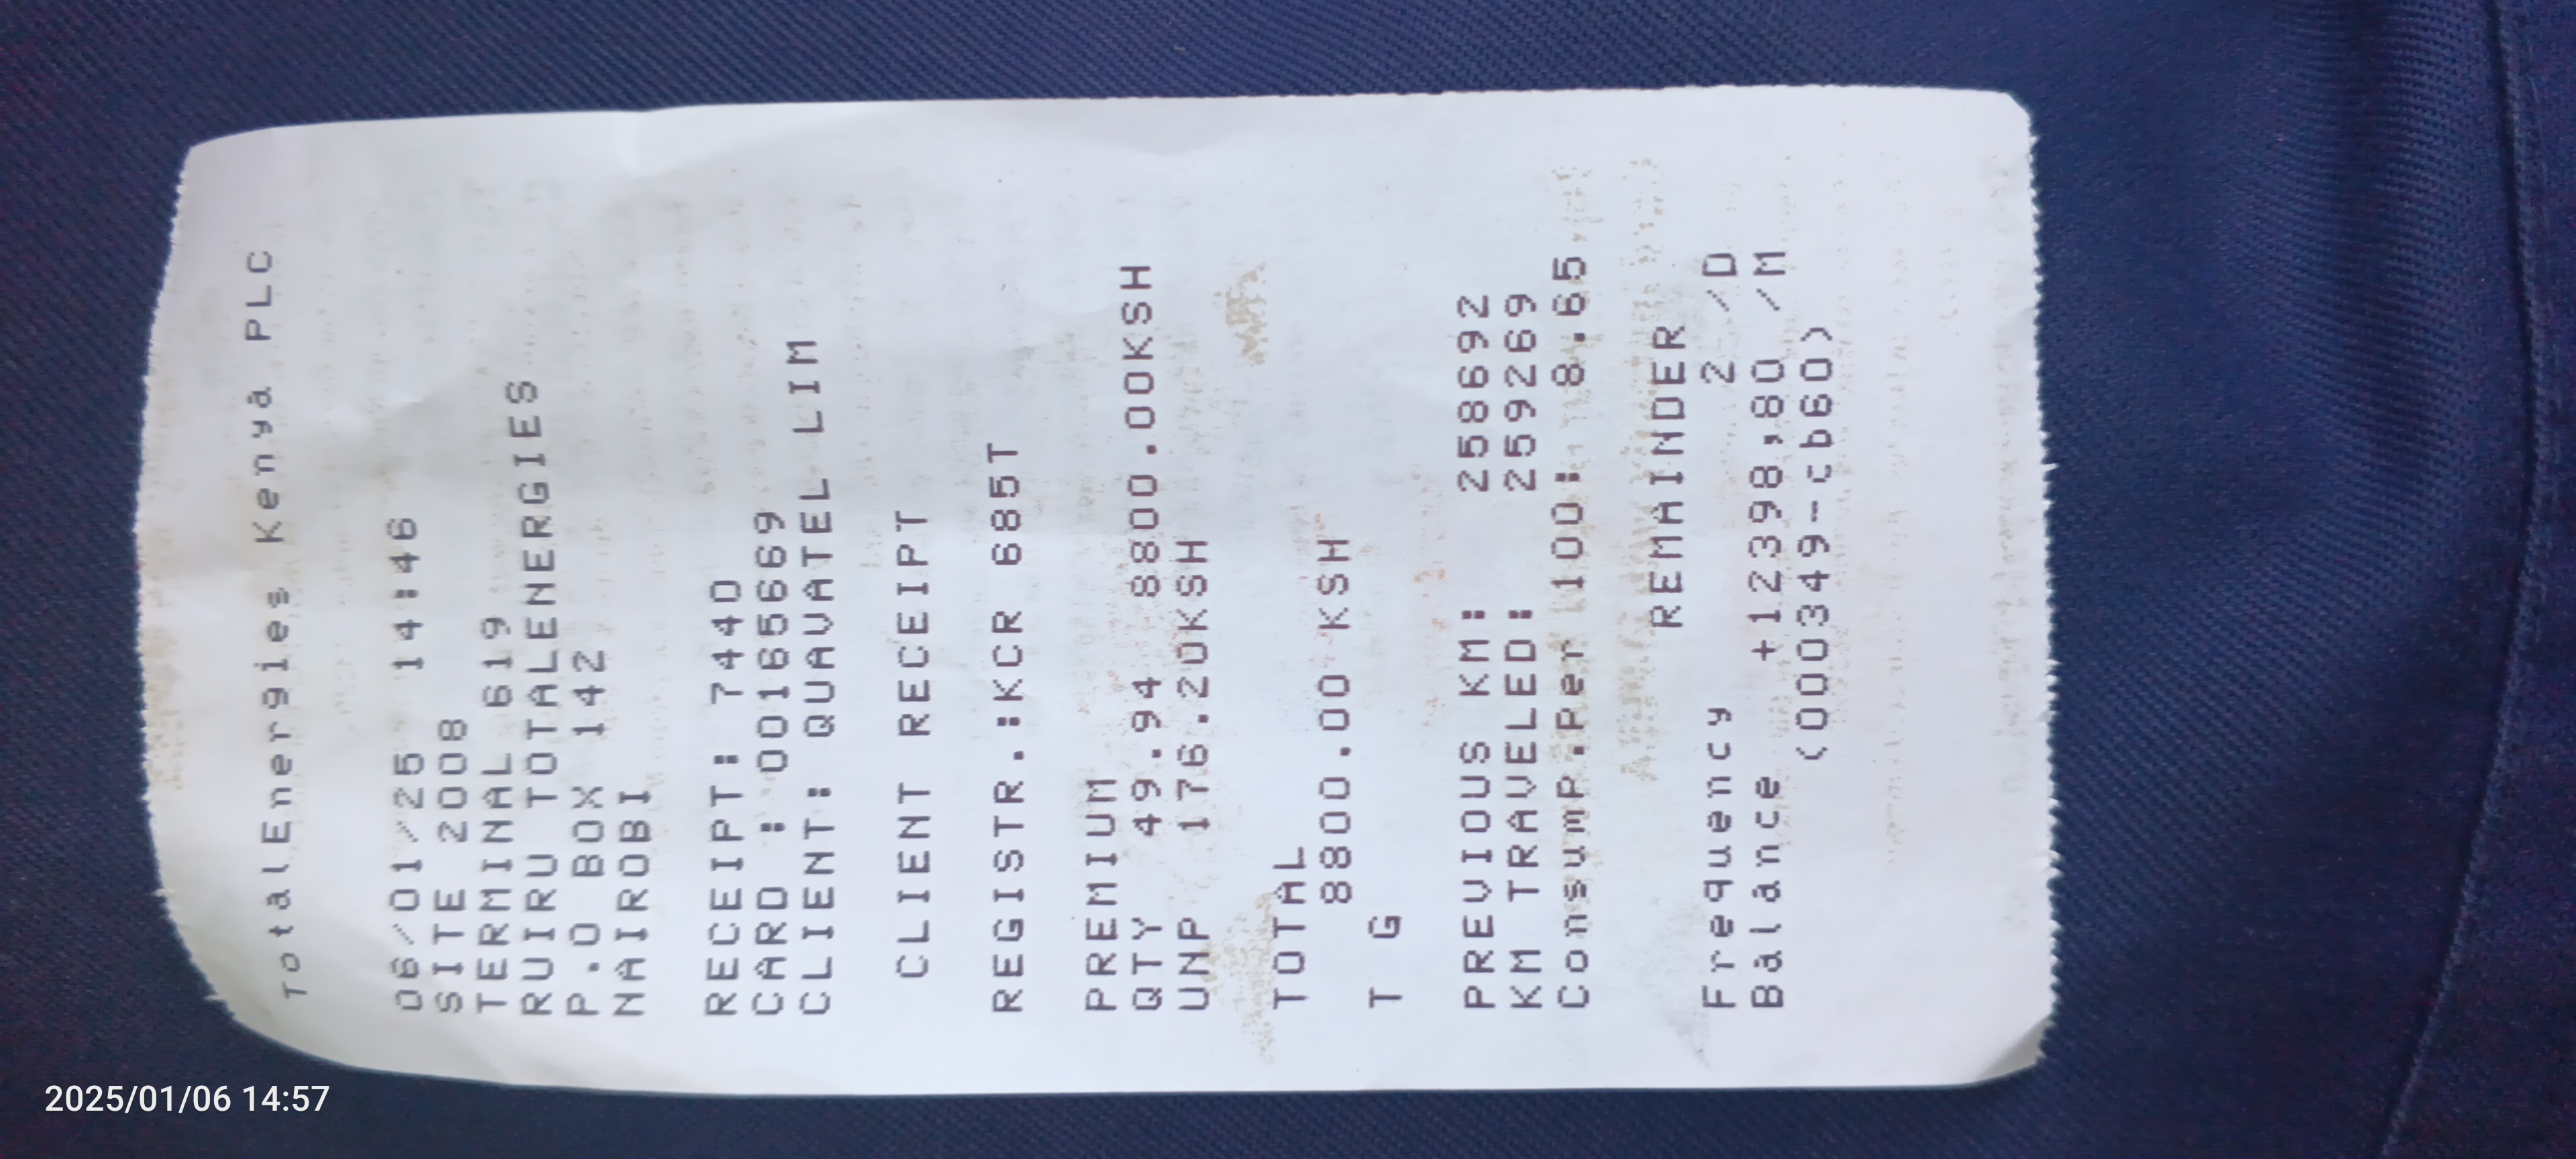 TotalEnergies Kenya PLC
06/01/25 14:46
SITE 2008
TERMINAL 619
RUIRU TOTALENERGIES
P.O BOX 142
NAIROBI
RECEIPT: 7440
CARD : 00165669
CLIENT: QUAVATEL LIM
CLIENT RECEIPT
REGISTR.:KCR 685T
PREMIUM
QTY 49.94 8800.00KSH
UNP 176.20KSH
TOTAL
8800.00 KSH
T G
PREVIOUS KM: 258692
KM TRAVELED: 259269
Consump.Per 100: 8.65
REMAINDER
Frequency 2 /D
Balance +12398,80 /M
(000349-cb60)
2025/01/06 14:57